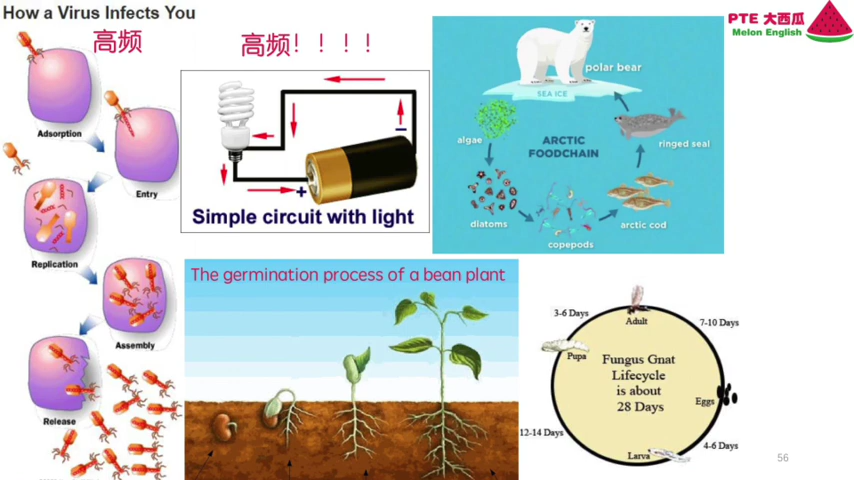 How a Virus Infects You
高频
Adsorption
Entry
Replication
Assembly
Release
高频！！！！
−
+
Simple circuit with light
polar bear
SEA ICE
algae
ARCTIC
FOODCHAIN
ringed seal
diatoms
copepods
arctic cod
PTE 大西瓜
Melon English
The germination process of a bean plant
3-6 Days
Adult
7-10 Days
Pupa
Fungus Gnat
Lifecycle
is about
28 Days
Eggs
12-14 Days
4-6 Days
Larva
56